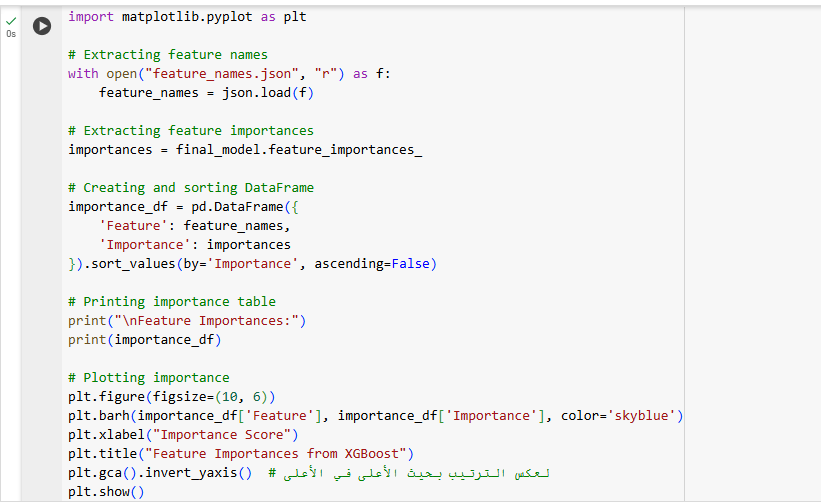 import matplotlib.pyplot as plt
0s
# Extracting feature names
with open("feature_names.json", "r") as f:
    feature_names = json.load(f)
# Extracting feature importances
importances = final_model.feature_importances_
# Creating and sorting DataFrame
importance_df = pd.DataFrame({
    'Feature': feature_names,
    'Importance': importances
}).sort_values(by='Importance', ascending=False)
# Printing importance table
print("\nFeature Importances:")
print(importance_df)
# Plotting importance
plt.figure(figsize=(10, 6))
plt.barh(importance_df['Feature'], importance_df['Importance'], color='skyblue')
plt.xlabel("Importance Score")
plt.title("Feature Importances from XGBoost")
plt.gca().invert_yaxis()  # لعكس الترتيب بحيث الأعلى في الأعلى
plt.show()